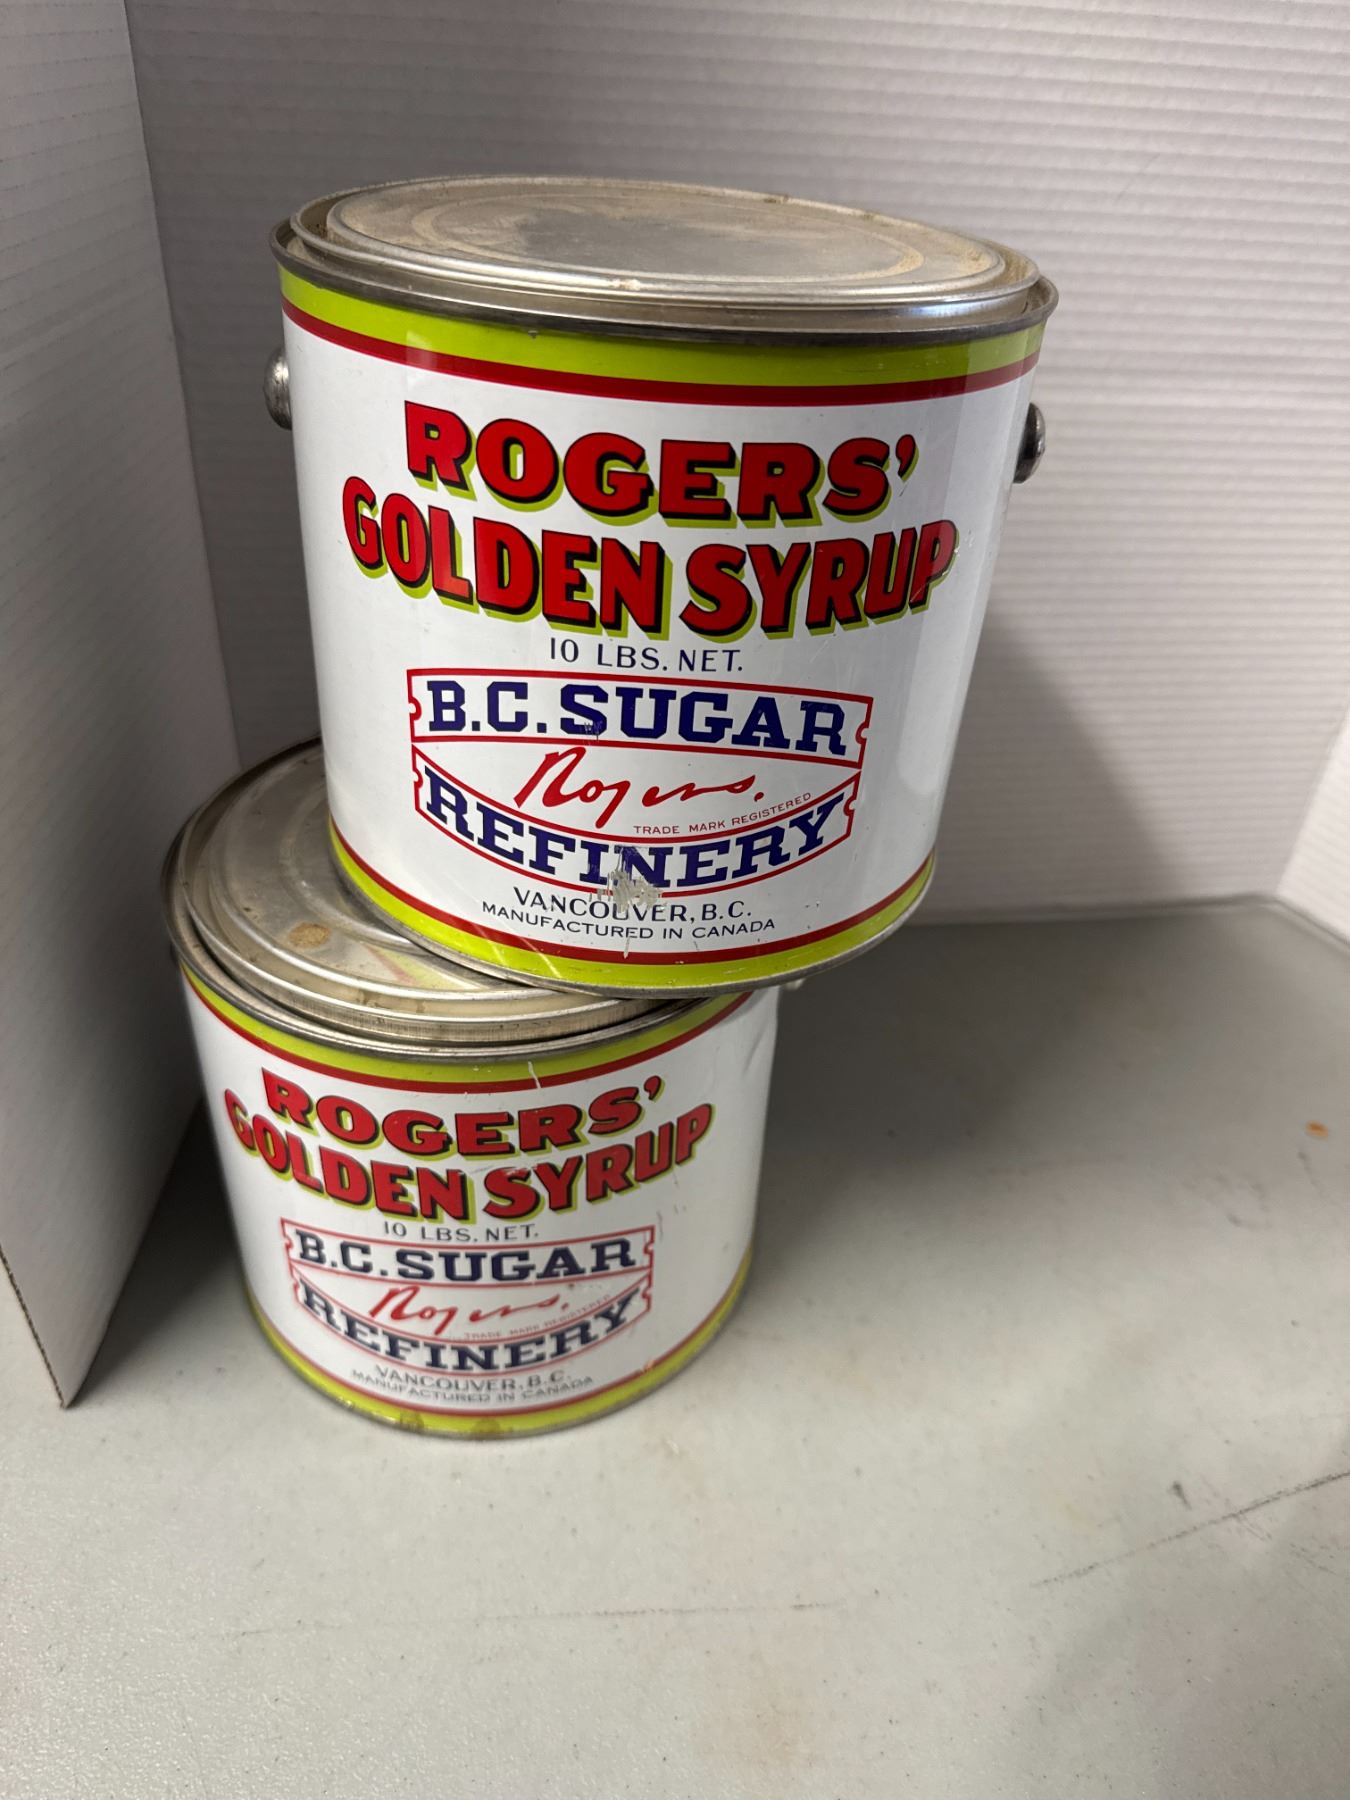 ROGERS'
GOLDEN SYRUP
10 LBS. NET.
B.C. SUGAR
Rogers.
TRADE MARK REGISTERED
REFINERY
VANCOUVER, B.C.
MANUFACTURED IN CANADA
ROGERS'
GOLDEN SYRUP
10 LBS. NET.
B.C. SUGAR
Rogers.
TRADE MARK REGISTERED
REFINERY
VANCOUVER, B.C.
MANUFACTURED IN CANADA